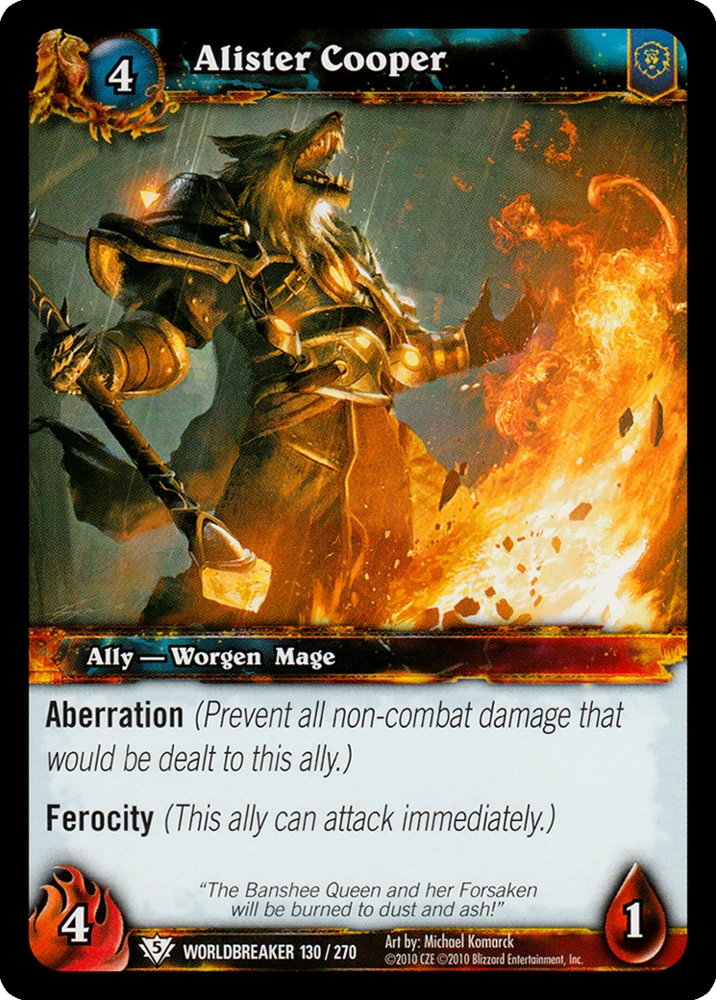 4
Alister Cooper
Ally — Worgen Mage
Aberration (Prevent all non-combat damage that
would be dealt to this ally.)
Ferocity (This ally can attack immediately.)
“The Banshee Queen and her Forsaken
will be burned to dust and ash!”
4
1
5
WORLDBREAKER 130 / 270
Art by: Michael Komarck
©2010 CZE ©2010 Blizzard Entertainment, Inc.